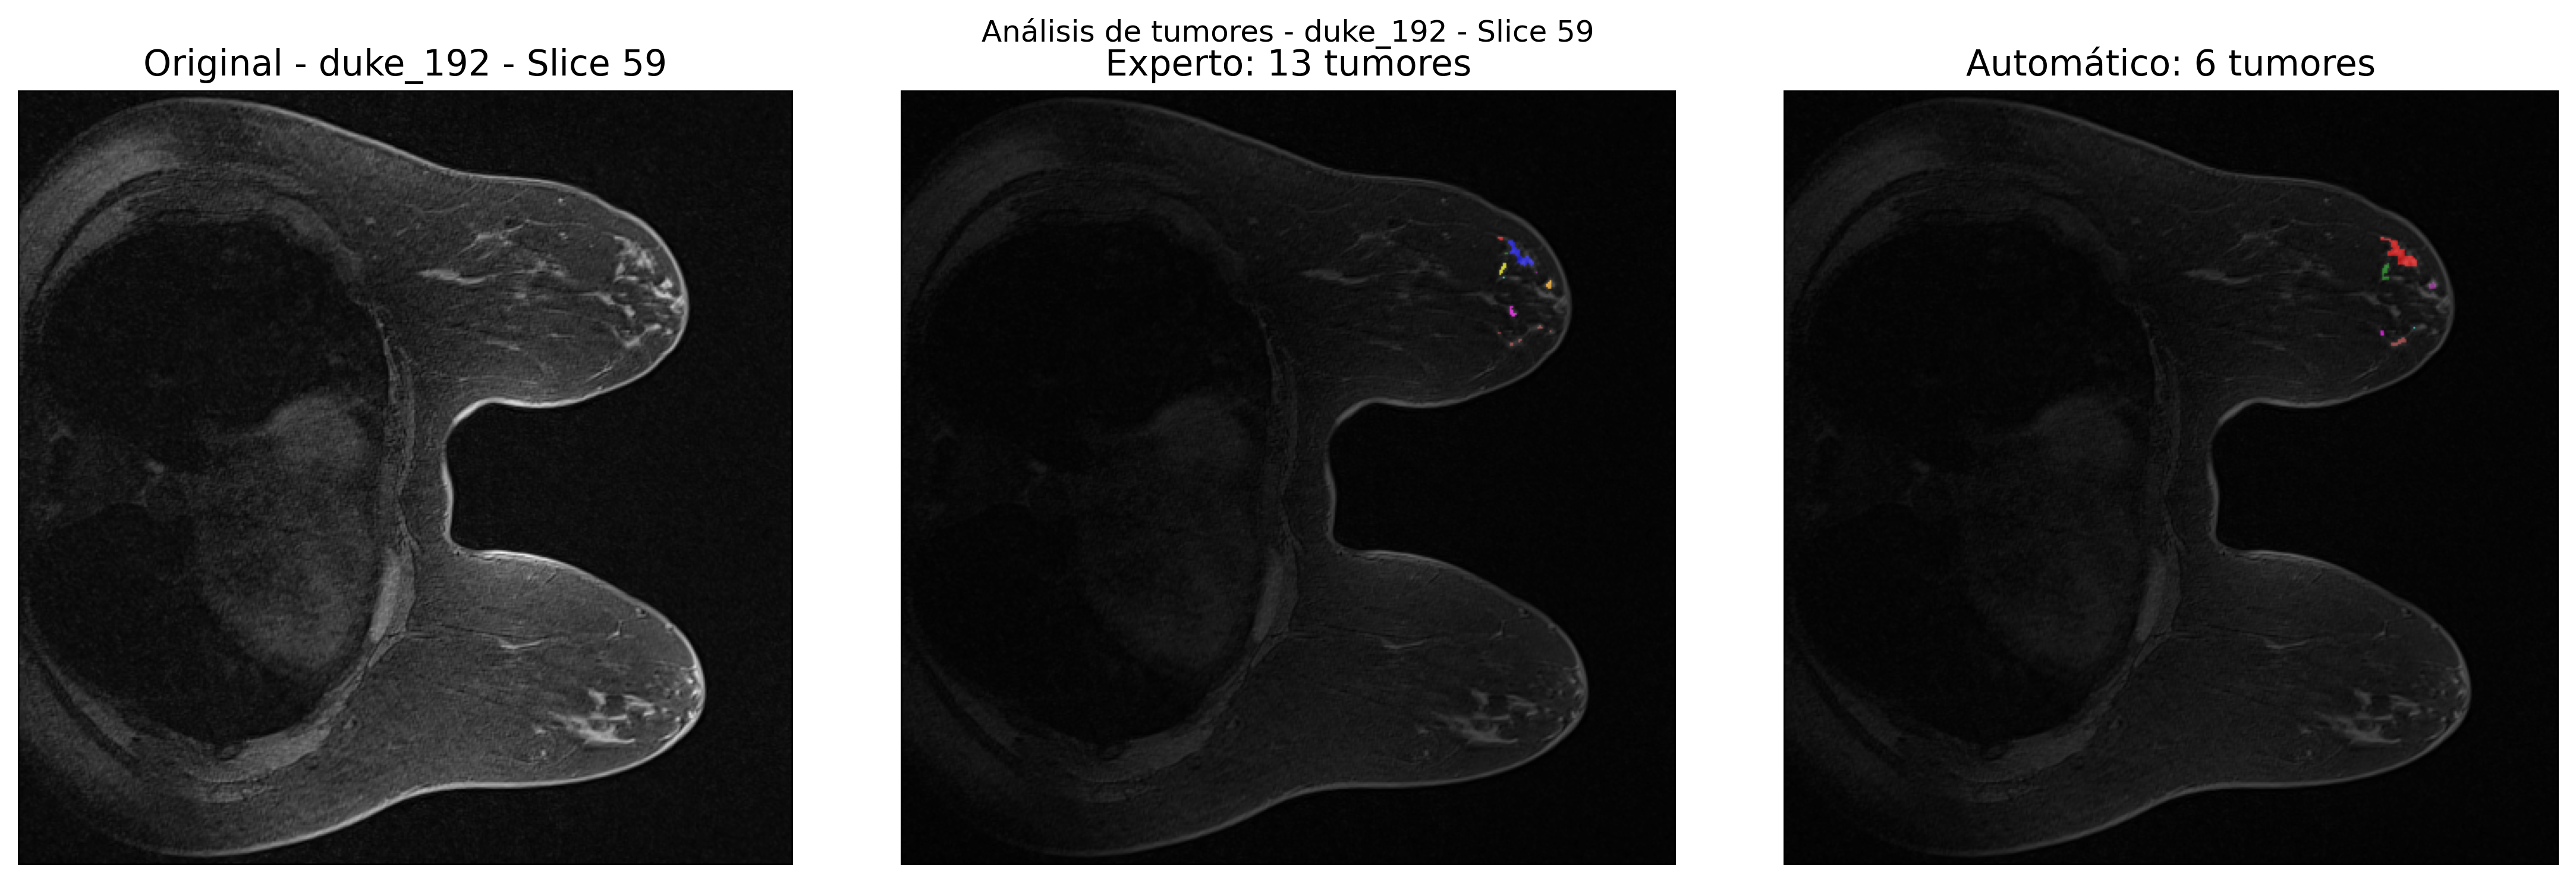 Análisis de tumores - duke_192 - Slice 59
Original - duke_192 - Slice 59
Experto: 13 tumores
Automático: 6 tumores